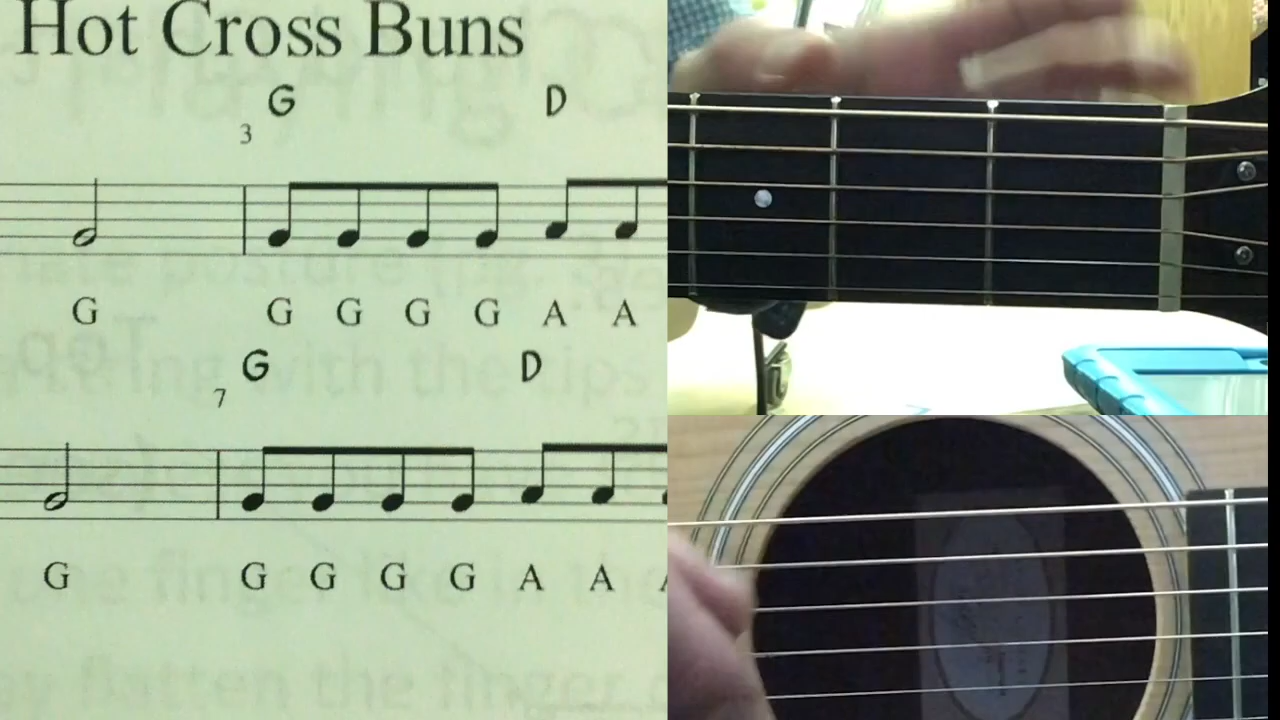 Hot Cross Buns
G D
3
G G G G G A A
G D
7
G G G G G A A